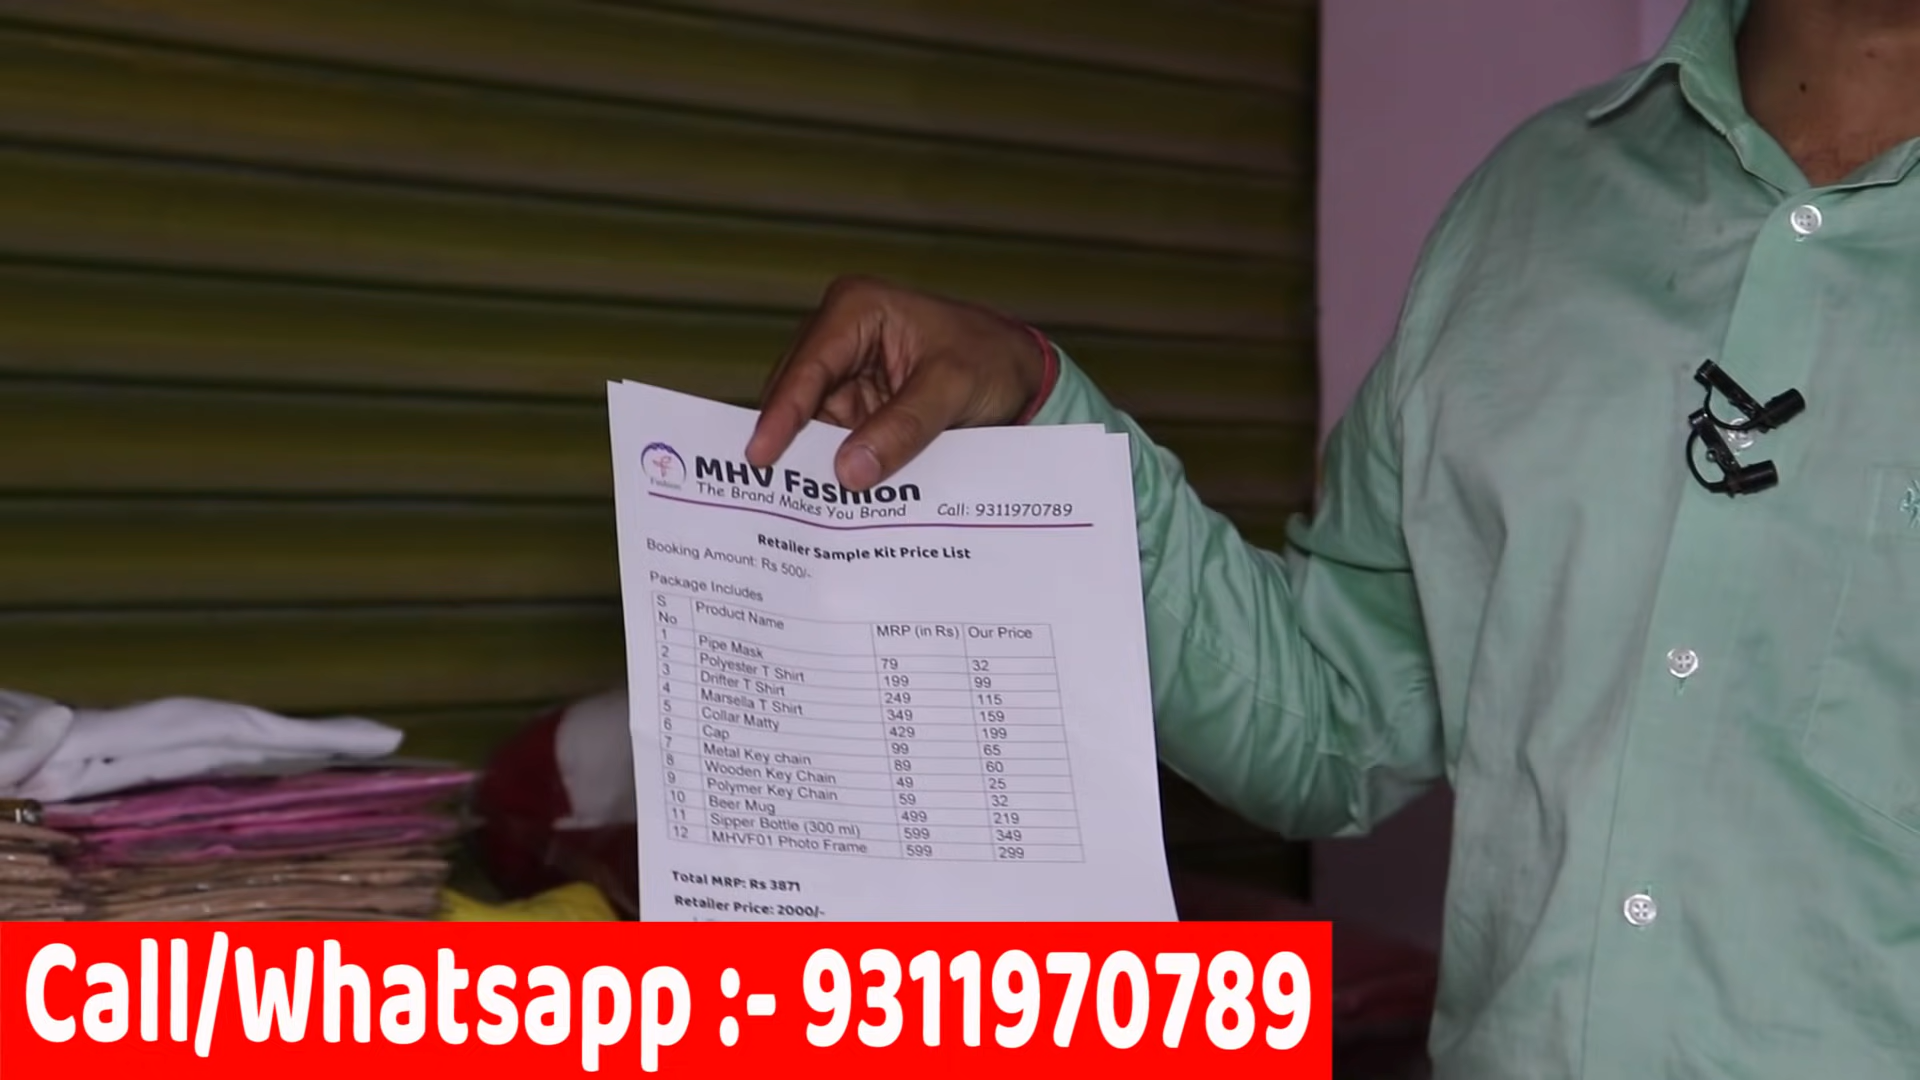 Fashion
MHV Fashion
The Brand Makes You Brand
Call: 9311970789
Retailer Sample Kit Price List
Booking Amount: Rs 500/-
Package Includes
S No Product Name MRP (in Rs) Our Price
1 Pipe Mask 79 32
2 Polyester T Shirt 199 99
3 Drifter T Shirt 249 115
4 Marsella T Shirt 349 159
5 Collar Matty 429 199
6 Cap 99 65
7 Metal Key chain 89 60
8 Wooden Key Chain 49 25
9 Polymer Key Chain 59 32
10 Beer Mug 499 219
11 Sipper Bottle (300 ml) 599 349
12 MHVF01 Photo Frame 599 299
Total MRP: Rs 3871
Retailer Price: 2000/-
Call/Whatsapp :- 9311970789